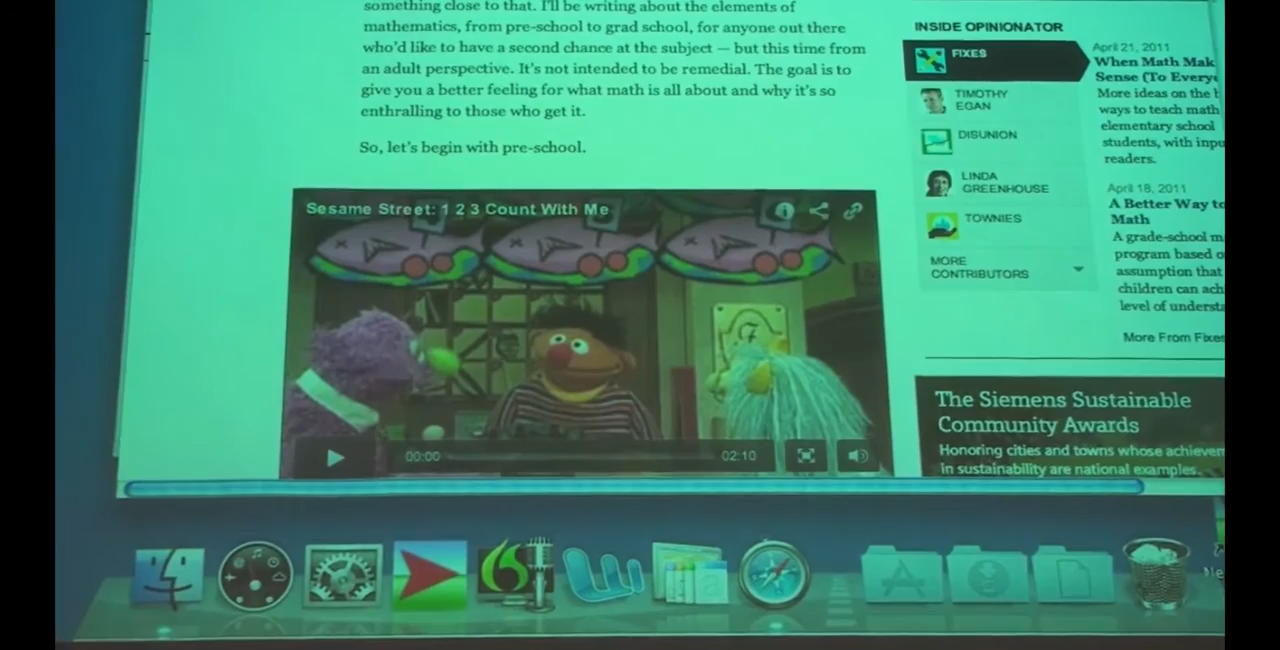 something close to that. I'll be writing about the elements of
mathematics, from pre-school to grad school, for anyone out there
who'd like to have a second chance at the subject — but this time from
an adult perspective. It's not intended to be remedial. The goal is to
give you a better feeling for what math is all about and why it's so
enthralling to those who get it.
So, let's begin with pre-school.
Sesame Street: 1 2 3 Count With Me
00:00
02:10
INSIDE OPINIONATOR
FIXES
TIMOTHY
EGAN
DISUNION
LINDA
GREENHOUSE
TOWNIES
MORE
CONTRIBUTORS
April 21, 2011
When Math Mak
Sense (To Every
More ideas on the
ways to teach math
elementary school
students, with inpu
readers.
April 18, 2011
A Better Way to
Math
A grade-school m
program based o
assumption that
children can ach
level of underst
More From Fixes
The Siemens Sustainable
Community Awards
Honoring cities and towns whose achieve
in sustainability are national examples.